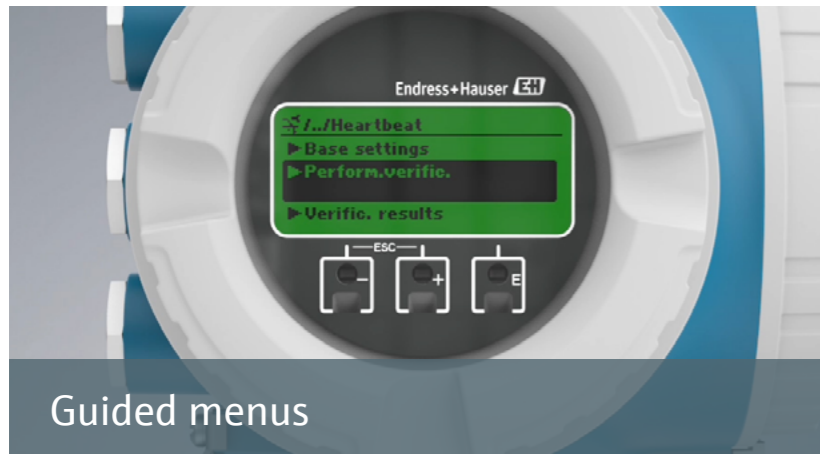 Endress+Hauser EH
/../Heartbeat
Base settings
Perform.verific.
Verific. results
ESC
- + E
Guided menus